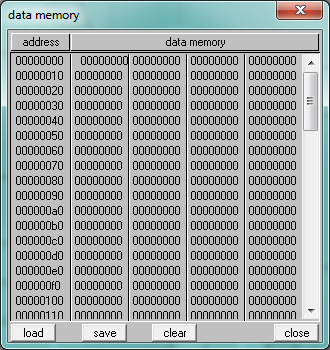 data memory
address data memory
00000000 00000000 00000000 00000000 00000000
00000010 00000000 00000000 00000000 00000000
00000020 00000000 00000000 00000000 00000000
00000030 00000000 00000000 00000000 00000000
00000040 00000000 00000000 00000000 00000000
00000050 00000000 00000000 00000000 00000000
00000060 00000000 00000000 00000000 00000000
00000070 00000000 00000000 00000000 00000000
00000080 00000000 00000000 00000000 00000000
00000090 00000000 00000000 00000000 00000000
000000a0 00000000 00000000 00000000 00000000
000000b0 00000000 00000000 00000000 00000000
000000c0 00000000 00000000 00000000 00000000
000000d0 00000000 00000000 00000000 00000000
000000e0 00000000 00000000 00000000 00000000
000000f0 00000000 00000000 00000000 00000000
00000100 00000000 00000000 00000000 00000000
00000110 00000000 00000000 00000000 00000000
load save clear close